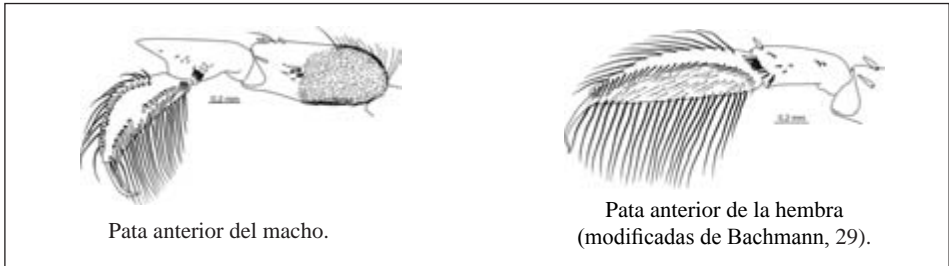 0,2 mm
0,2 mm
Pata anterior del macho.
Pata anterior de la hembra
(modificadas de Bachmann, 29).